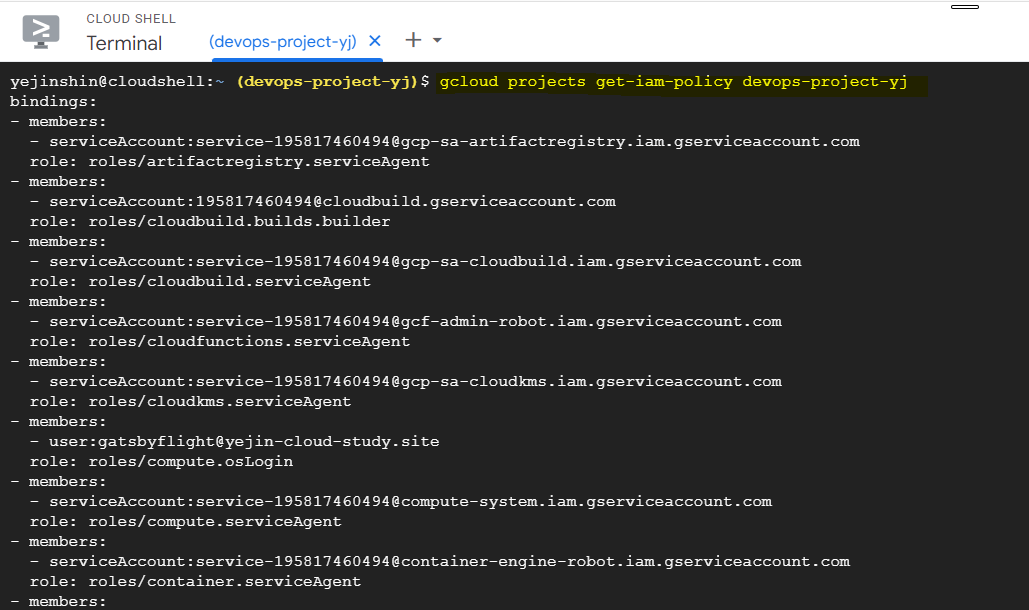 CLOUD SHELL
Terminal
(devops-project-yj)
yejinshin@cloudshell:~ (devops-project-yj)$ gcloud projects get-iam-policy devops-project-yj
bindings:
- members:
  - serviceAccount:service-195817460494@gcp-sa-artifactregistry.iam.gserviceaccount.com
  role: roles/artifactregistry.serviceAgent
- members:
  - serviceAccount:195817460494@cloudbuild.gserviceaccount.com
  role: roles/cloudbuild.builds.builder
- members:
  - serviceAccount:service-195817460494@gcp-sa-cloudbuild.iam.gserviceaccount.com
  role: roles/cloudbuild.serviceAgent
- members:
  - serviceAccount:service-195817460494@gcf-admin-robot.iam.gserviceaccount.com
  role: roles/cloudfunctions.serviceAgent
- members:
  - serviceAccount:service-195817460494@gcp-sa-cloudkms.iam.gserviceaccount.com
  role: roles/cloudkms.serviceAgent
- members:
  - user:gatsbyflight@yejin-cloud-study.site
  role: roles/compute.osLogin
- members:
  - serviceAccount:service-195817460494@compute-system.iam.gserviceaccount.com
  role: roles/compute.serviceAgent
- members:
  - serviceAccount:service-195817460494@container-engine-robot.iam.gserviceaccount.com
  role: roles/container.serviceAgent
- members: